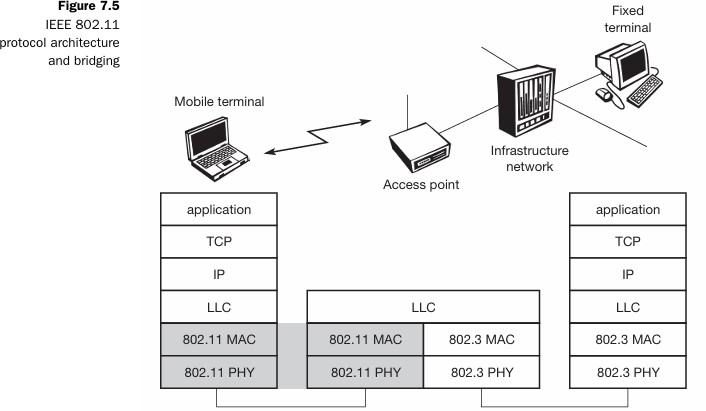 Figure 7.5
IEEE 802.11
protocol architecture
and bridging
Fixed
terminal
Mobile terminal
Infrastructure
network
Access point
application
TCP
IP
LLC
802.11 MAC
802.11 PHY
LLC
802.11 MAC
802.3 MAC
802.11 PHY
802.3 PHY
application
TCP
IP
LLC
802.3 MAC
802.3 PHY